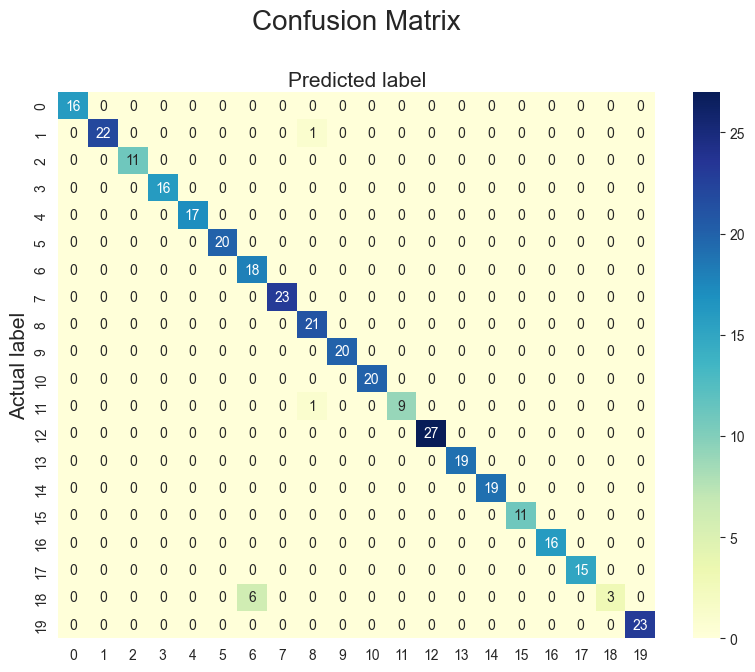 Confusion Matrix
Predicted label
Actual label
0 16 0 0 0 0 0 0 0 0 0 0 0 0 0 0 0 0 0 0 0
1 0 22 0 0 0 0 0 0 1 0 0 0 0 0 0 0 0 0 0 0
2 0 0 11 0 0 0 0 0 0 0 0 0 0 0 0 0 0 0 0 0
3 0 0 0 16 0 0 0 0 0 0 0 0 0 0 0 0 0 0 0 0
4 0 0 0 0 17 0 0 0 0 0 0 0 0 0 0 0 0 0 0 0
5 0 0 0 0 0 20 0 0 0 0 0 0 0 0 0 0 0 0 0 0
6 0 0 0 0 0 0 18 0 0 0 0 0 0 0 0 0 0 0 0 0
7 0 0 0 0 0 0 0 23 0 0 0 0 0 0 0 0 0 0 0 0
8 0 0 0 0 0 0 0 0 21 0 0 0 0 0 0 0 0 0 0 0
9 0 0 0 0 0 0 0 0 0 20 0 0 0 0 0 0 0 0 0 0
10 0 0 0 0 0 0 0 0 0 0 20 0 0 0 0 0 0 0 0 0
11 0 0 0 0 0 0 0 0 1 0 0 9 0 0 0 0 0 0 0 0
12 0 0 0 0 0 0 0 0 0 0 0 0 27 0 0 0 0 0 0 0
13 0 0 0 0 0 0 0 0 0 0 0 0 0 19 0 0 0 0 0 0
14 0 0 0 0 0 0 0 0 0 0 0 0 0 0 19 0 0 0 0 0
15 0 0 0 0 0 0 0 0 0 0 0 0 0 0 0 11 0 0 0 0
16 0 0 0 0 0 0 0 0 0 0 0 0 0 0 0 0 16 0 0 0
17 0 0 0 0 0 0 0 0 0 0 0 0 0 0 0 0 0 15 0 0
18 0 0 0 0 0 0 6 0 0 0 0 0 0 0 0 0 0 0 3 0
19 0 0 0 0 0 0 0 0 0 0 0 0 0 0 0 0 0 0 0 23
0 1 2 3 4 5 6 7 8 9 10 11 12 13 14 15 16 17 18 19
25
20
15
10
5
0